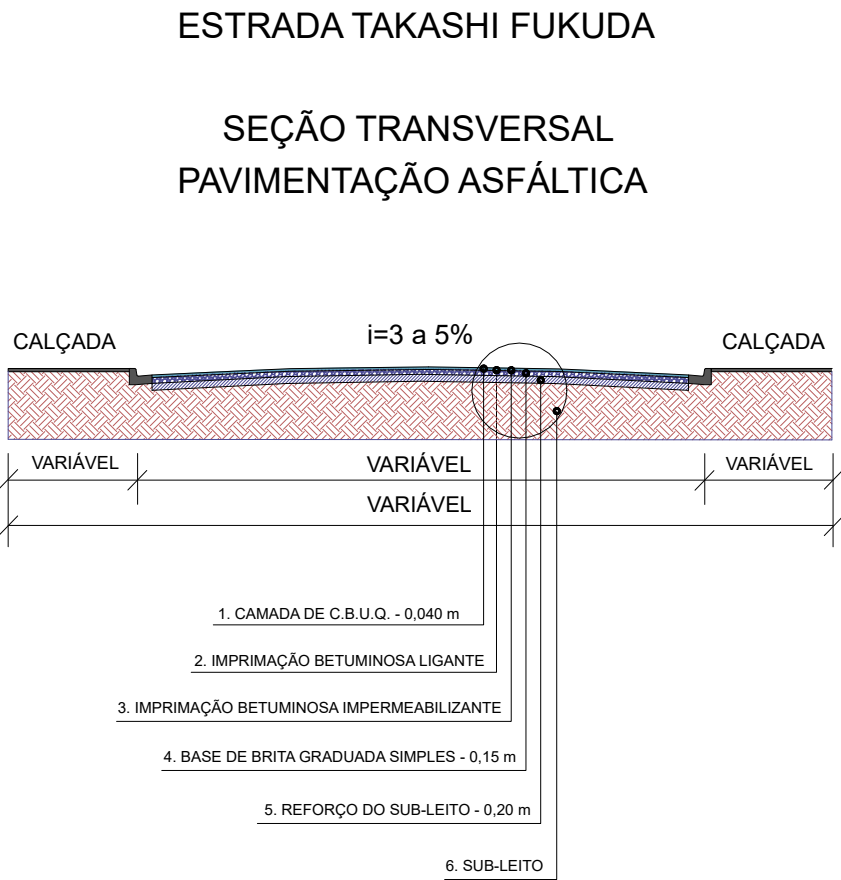 ESTRADA TAKASHI FUKUDA
SEÇÃO TRANSVERSAL
PAVIMENTAÇÃO ASFÁLTICA
i=3 a 5%
CALÇADA
CALÇADA
VARIÁVEL
VARIÁVEL
VARIÁVEL
VARIÁVEL
1. CAMADA DE C.B.U.Q. - 0,040 m
2. IMPRIMAÇÃO BETUMINOSA LIGANTE
3. IMPRIMAÇÃO BETUMINOSA IMPERMEABILIZANTE
4. BASE DE BRITA GRADUADA SIMPLES - 0,15 m
5. REFORÇO DO SUB-LEITO - 0,20 m
6. SUB-LEITO